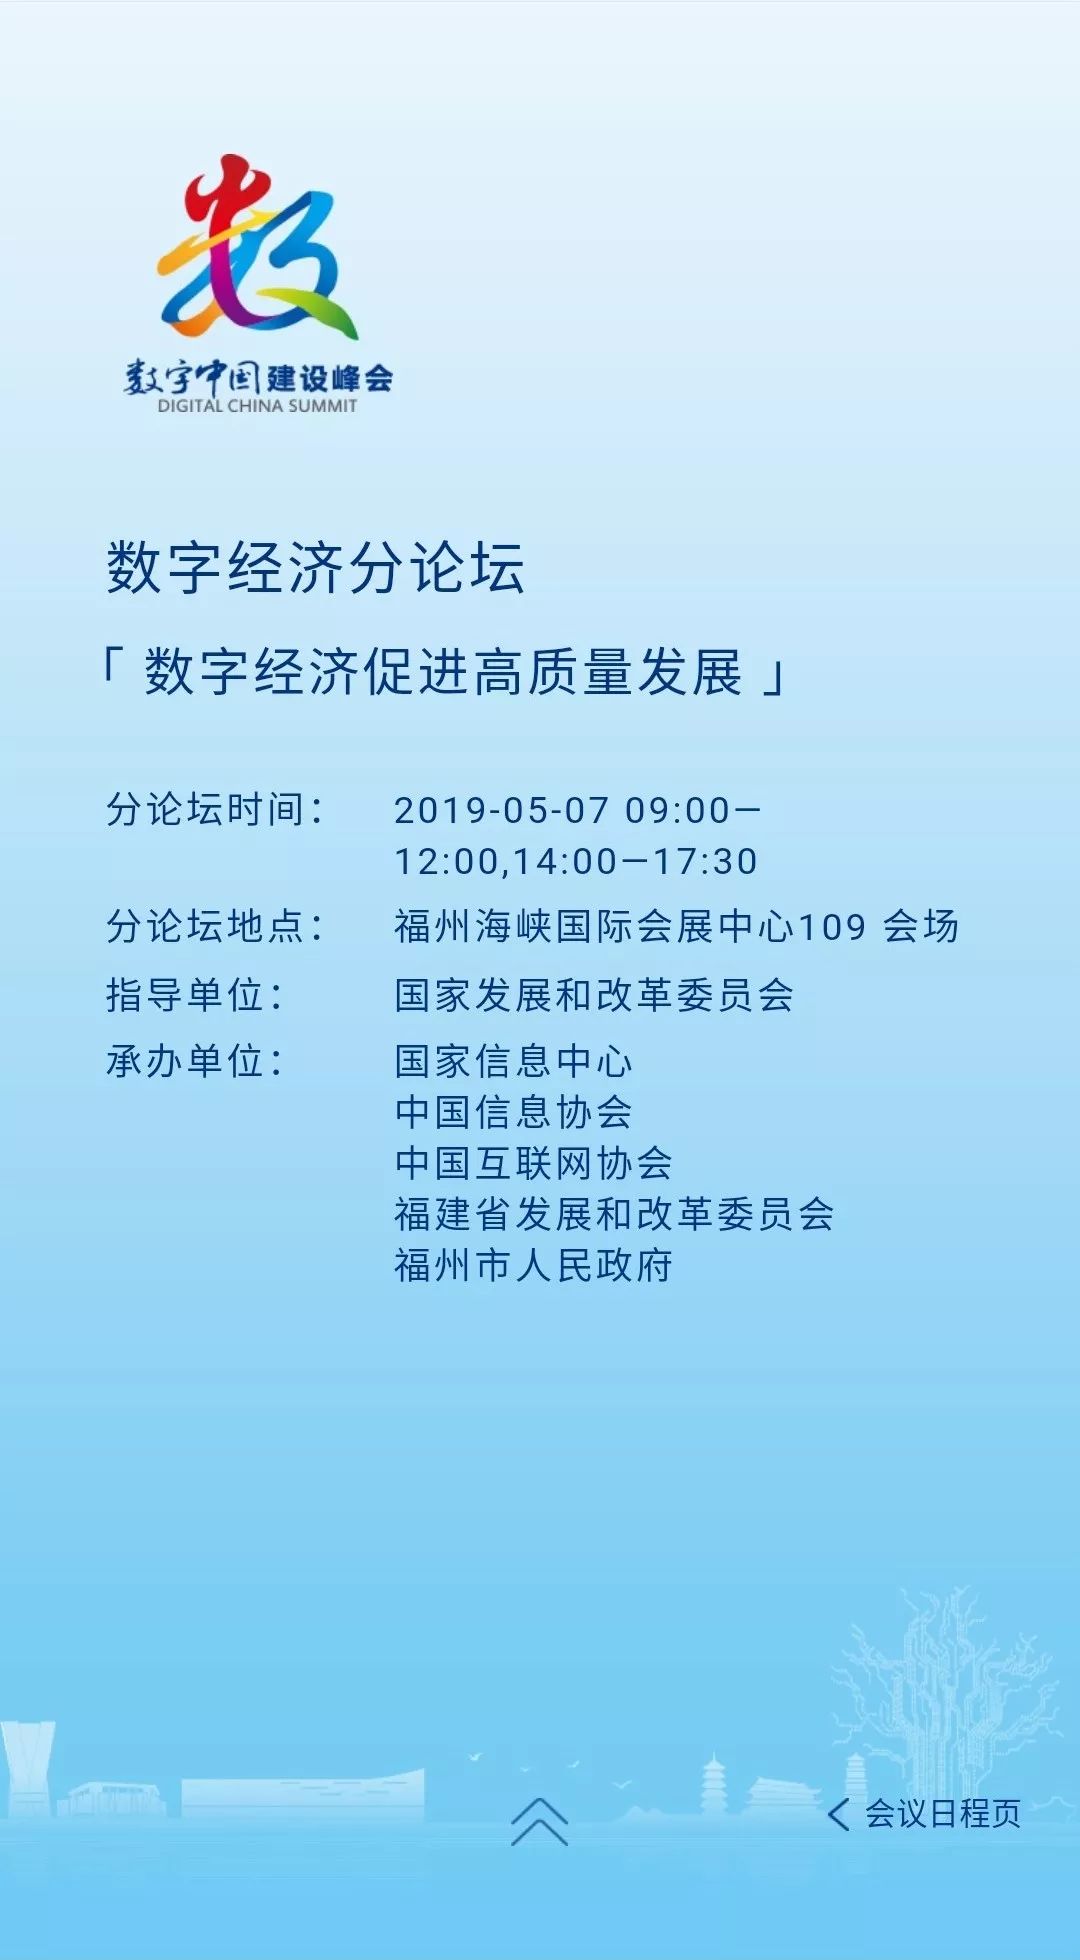 数
数字中国建设峰会
DIGITAL CHINA SUMMIT
数字经济分论坛
「 数字经济促进高质量发展 」
分论坛时间： 2019-05-07 09:00—
12:00,14:00—17:30
分论坛地点： 福州海峡国际会展中心109 会场
指导单位： 国家发展和改革委员会
承办单位： 国家信息中心
中国信息协会
中国互联网协会
福建省发展和改革委员会
福州市人民政府
会议日程页